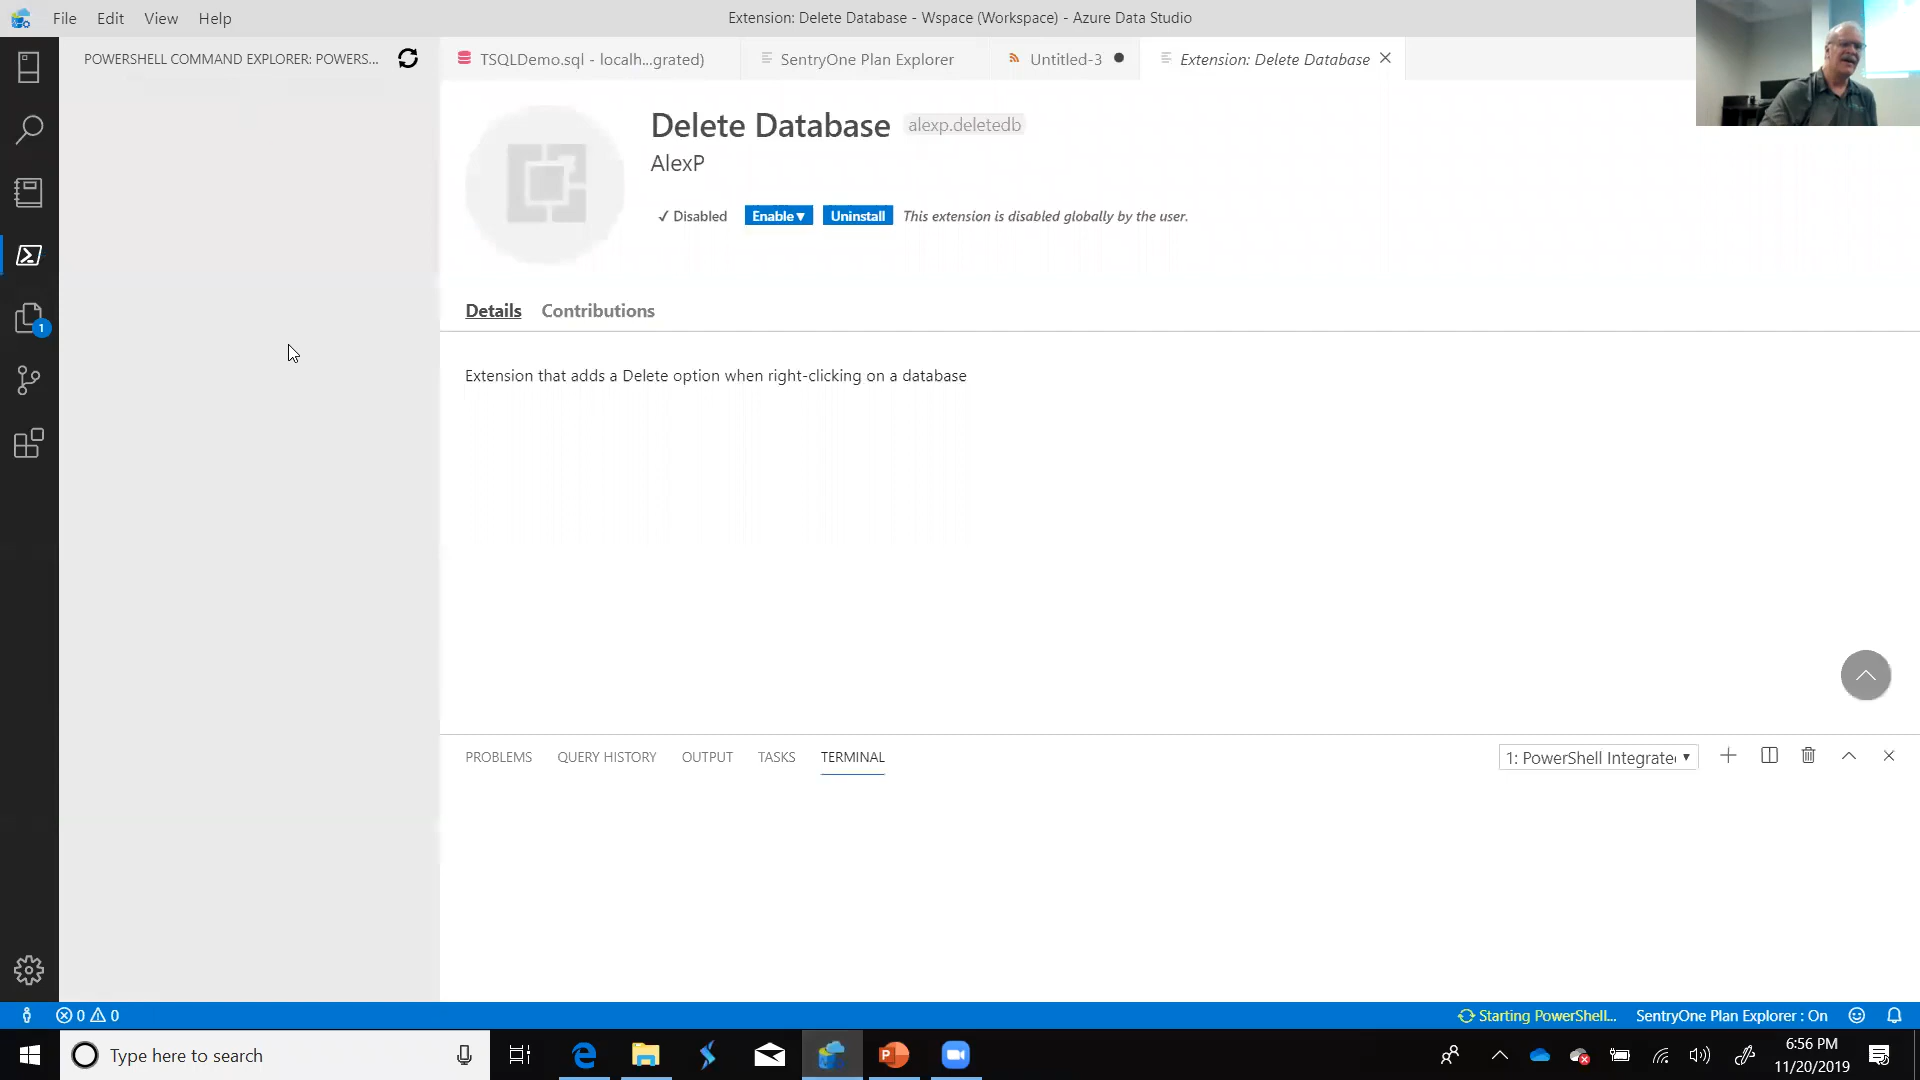 File Edit View Help
Extension: Delete Database - Wspace (Workspace) - Azure Data Studio
POWERSHELL COMMAND EXPLORER: POWERS...
TSQLDemo.sql - localh...grated)
SentryOne Plan Explorer
Untitled-3
Extension: Delete Database
Delete Database alexp.deletedb
AlexP
✓ Disabled Enable▼ Uninstall This extension is disabled globally by the user.
Details Contributions
1
Extension that adds a Delete option when right-clicking on a database
PROBLEMS QUERY HISTORY OUTPUT TASKS TERMINAL
1: PowerShell Integrate
0 0
Starting PowerShell... SentryOne Plan Explorer : On
Type here to search
6:56 PM
11/20/2019